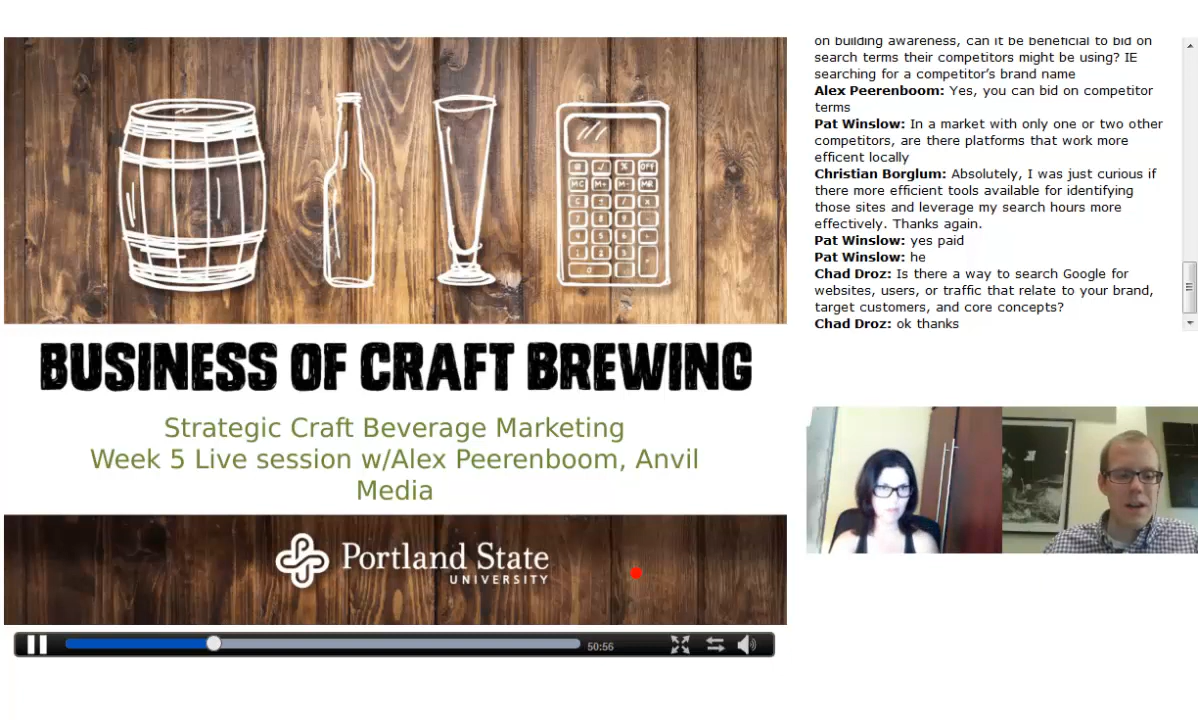 BUSINESS OF CRAFT BREWING
Strategic Craft Beverage Marketing
Week 5 Live session w/Alex Peerenboom, Anvil
Media
Portland State
UNIVERSITY
50:56
on building awareness, can it be beneficial to bid on
search terms their competitors might be using? IE
searching for a competitor's brand name
Alex Peerenboom: Yes, you can bid on competitor
terms
Pat Winslow: In a market with only one or two other
competitors, are there platforms that work more
efficent locally
Christian Borglum: Absolutely, I was just curious if
there more efficient tools available for identifying
those sites and leverage my search hours more
effectively. Thanks again.
Pat Winslow: yes paid
Pat Winslow: he
Chad Droz: Is there a way to search Google for
websites, users, or traffic that relate to your brand,
target customers, and core concepts?
Chad Droz: ok thanks